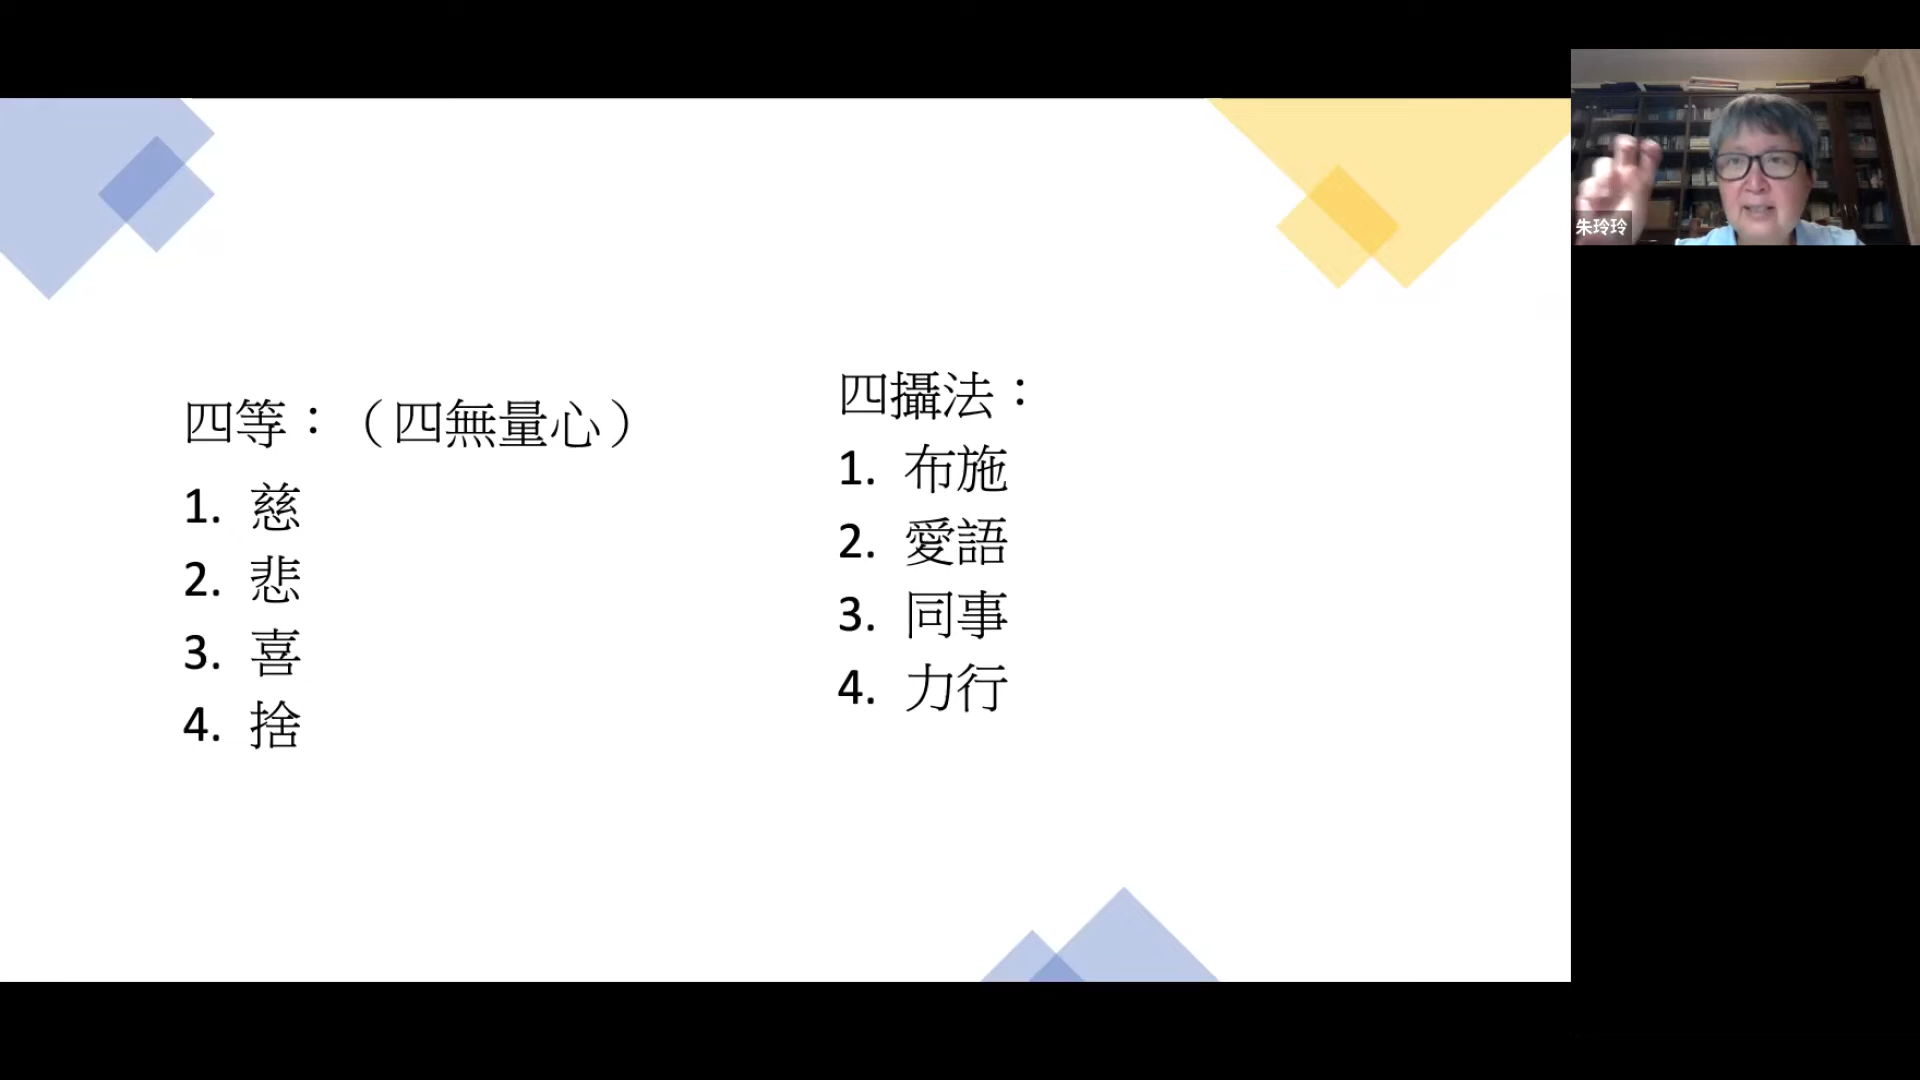 四等：（四無量心）
1. 慈
2. 悲
3. 喜
4. 捨
四攝法：
1. 布施
2. 愛語
3. 同事
4. 力行
朱玲玲